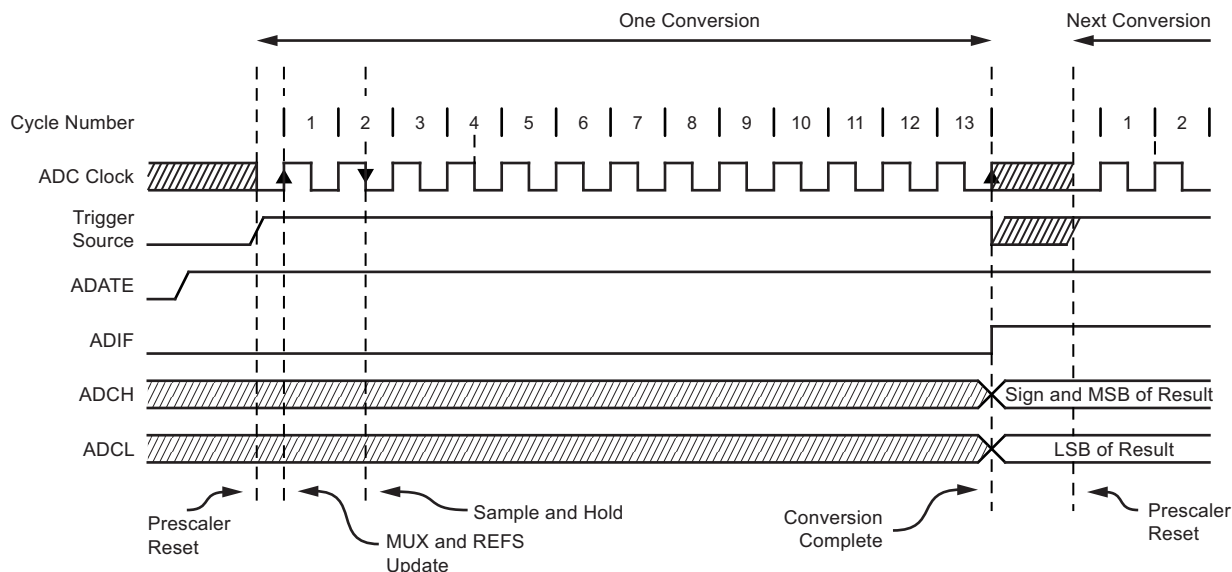 One Conversion
Next Conversion
Cycle Number
1 2 3 4 5 6 7 8 9 10 11 12 13 1 2
ADC Clock
Trigger
Source
ADATE
ADIF
ADCH
Sign and MSB of Result
ADCL
LSB of Result
Prescaler
Reset
MUX and REFS
Update
Sample and Hold
Conversion
Complete
Prescaler
Reset